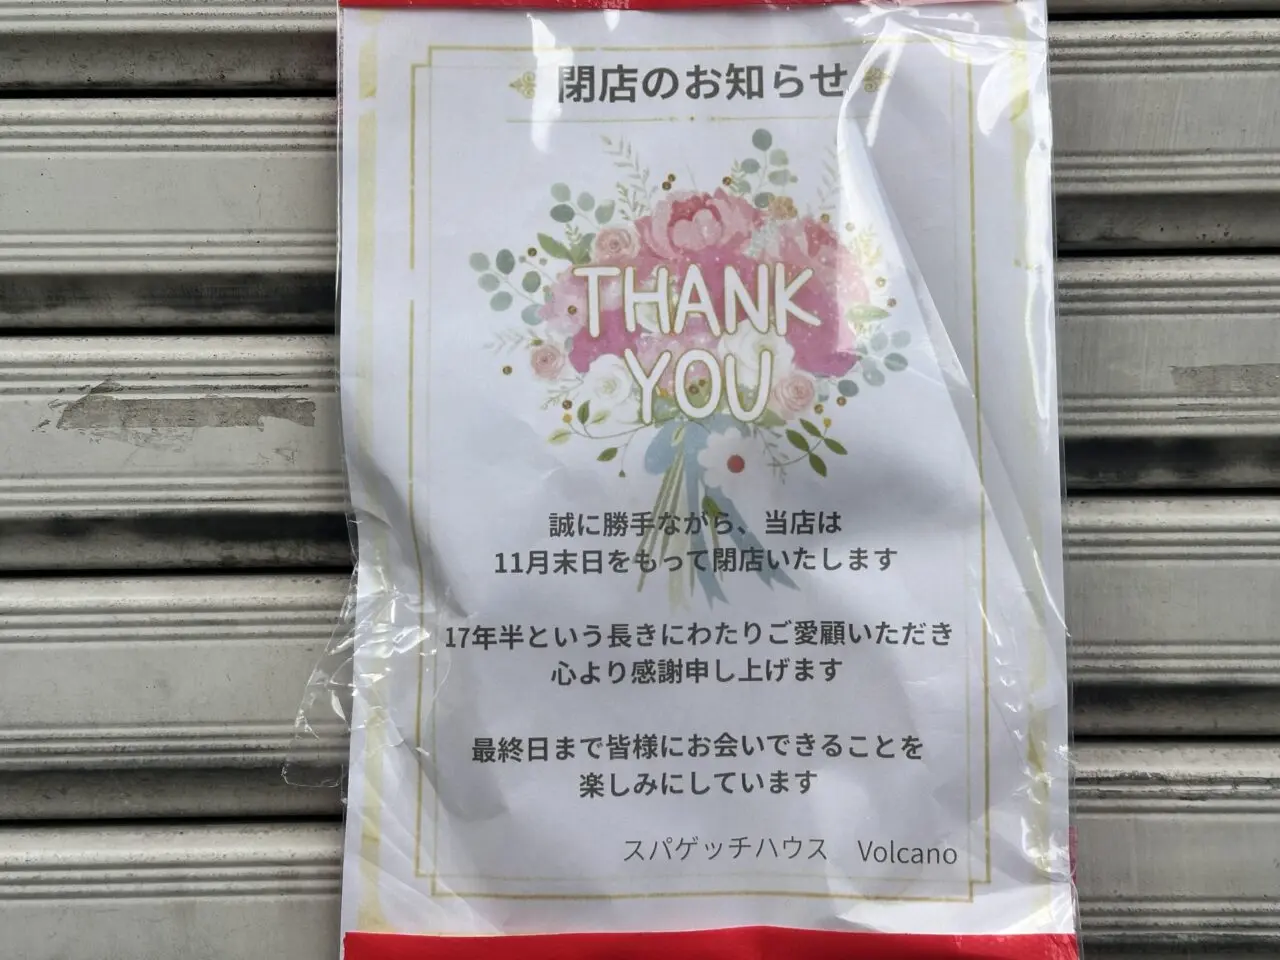 閉店のお知らせ
THANK
YOU
誠に勝手ながら、当店は
11月末日をもって閉店いたします
17年半という長きにわたりご愛顧いただき
心より感謝申し上げます
最終日まで皆様にお会いできることを
楽しみにしています
スパゲッチハウス Volcano